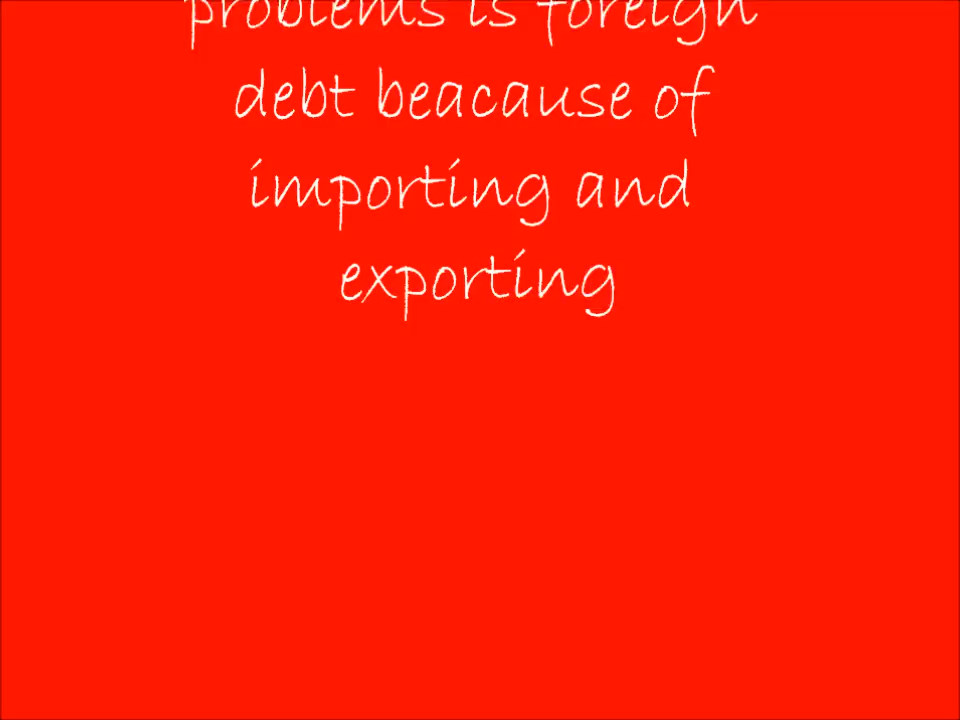 problems is foreign
debt beacause of
importing and
exporting